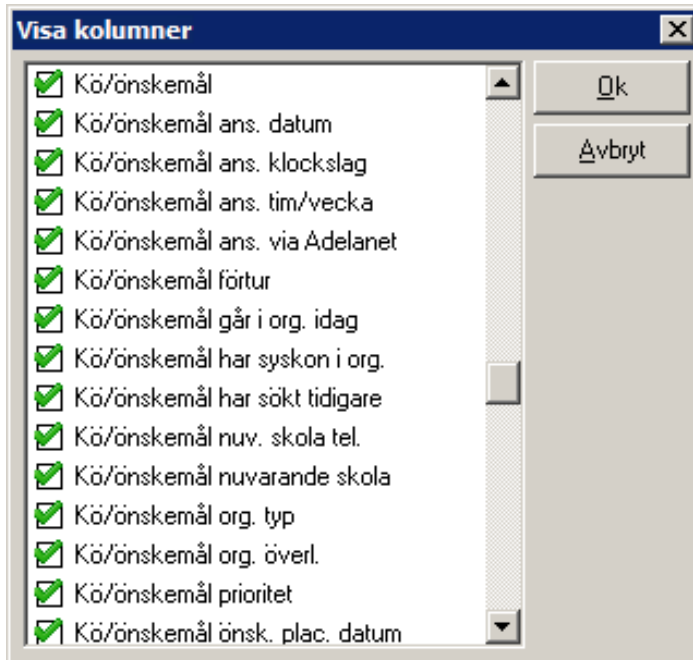 Visa kolumner
Kö/önskemål
Kö/önskemål ans. datum
Kö/önskemål ans. klockslag
Kö/önskemål ans. tim/vecka
Kö/önskemål ans. via Adelanet
Kö/önskemål förtur
Kö/önskemål går i org. idag
Kö/önskemål har syskon i org.
Kö/önskemål har sökt tidigare
Kö/önskemål nuv. skola tel.
Kö/önskemål nuvarande skola
Kö/önskemål org. typ
Kö/önskemål org. överl.
Kö/önskemål prioritet
Kö/önskemål önsk. plac. datum
Ok
Avbryt